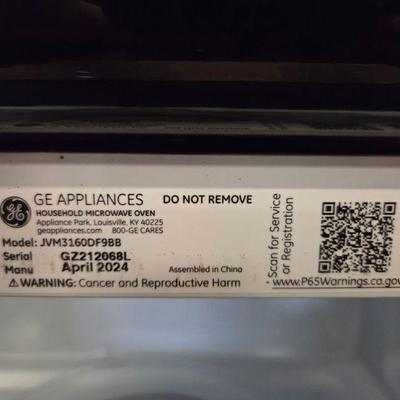 GE APPLIANCES DO NOT REMOVE
HOUSEHOLD MICROWAVE OVEN
Appliance Park, Louisville, KY 40225
geappliances.com 800-GE CARES
Model: JVM3160DF9BB
Serial GZ212068L
Manu April 2024 Assembled in China
⚠WARNING: Cancer and Reproductive Harm -www.P65Warnings.ca.gov
Scan for Service
or Registration